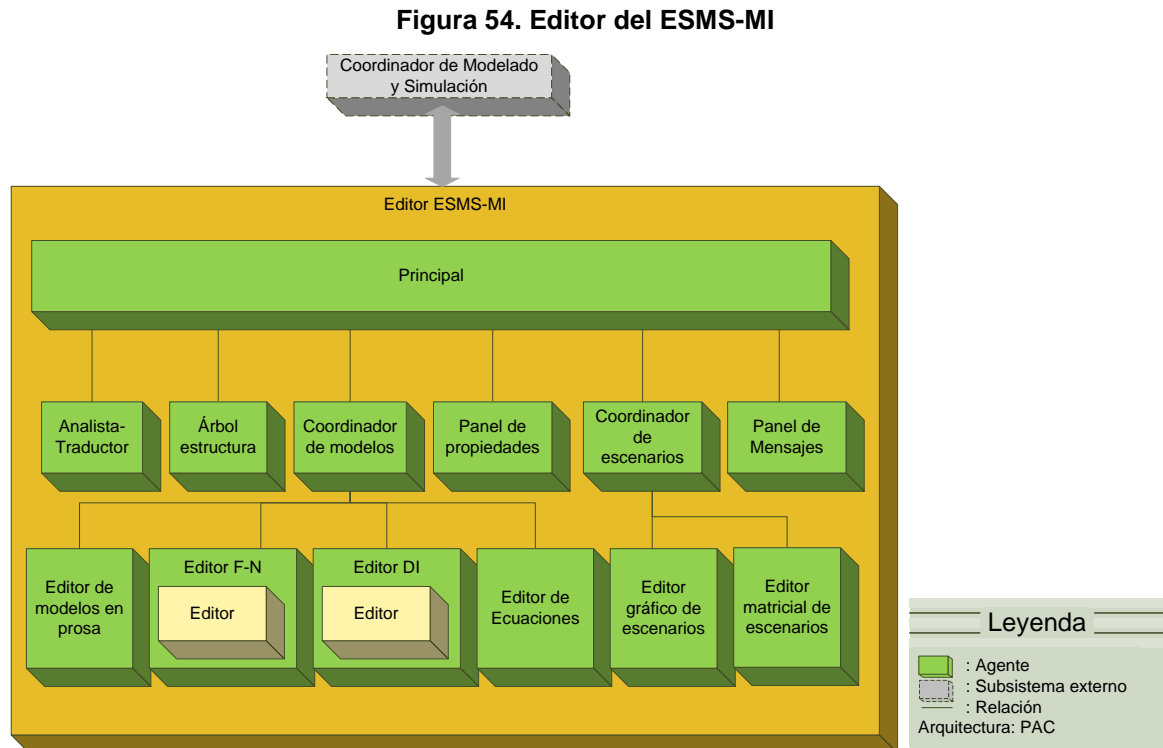 Figura 54. Editor del ESMS-MI
Coordinador de Modelado
y Simulación
Editor ESMS-MI
Principal
Analista-
Traductor
Árbol
estructura
Coordinador
de modelos
Panel de
propiedades
Coordinador
de
escenarios
Panel de
Mensajes
Editor de
modelos en
prosa
Editor F-N
Editor
Editor DI
Editor
Editor de
Ecuaciones
Editor
gráfico de
escenarios
Editor
matricial de
escenarios
Leyenda
: Agente
: Subsistema externo
: Relación
Arquitectura: PAC